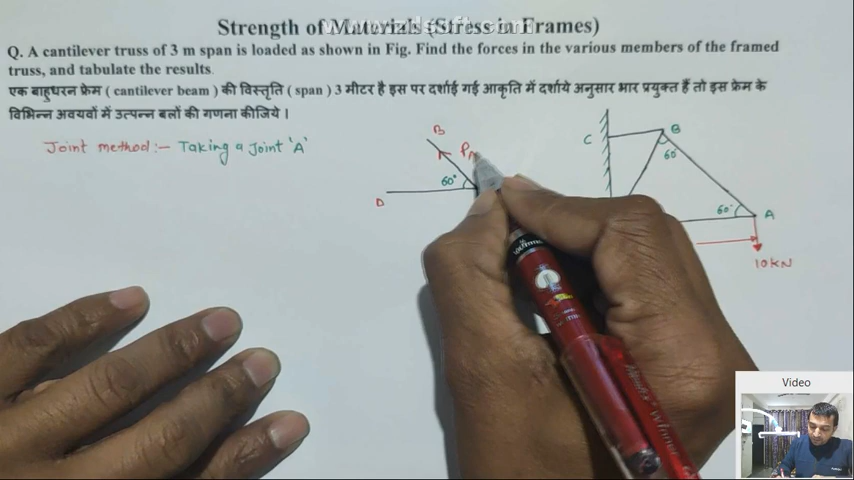 Strength of Materials (Stress in Frames)
Q. A cantilever truss of 3 m span is loaded as shown in Fig. Find the forces in the various members of the framed
truss, and tabulate the results.
एक बाहुधरन फ्रेम ( cantilever beam ) की विस्तृति ( span ) 3 मीटर है इस पर दर्शाई गई आकृति में दर्शाये अनुसार भार प्रयुक्त हैं तो इस फ्रेम के
विभिन्न अवयवों में उत्पन्न बलों की गणना कीजिये ।
Joint method:- Taking a Joint 'A'
B
60°
D
C
B
60°
60°
A
10KN
Video